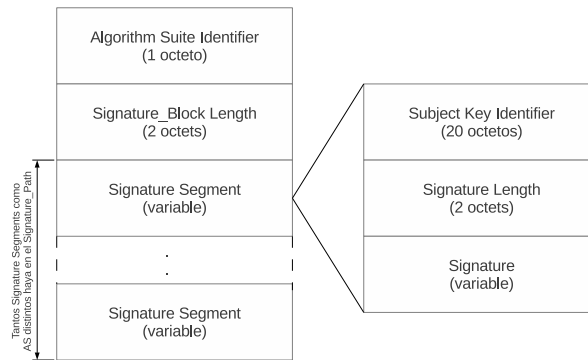 Algorithm Suite Identifier
(1 octeto)
Signature_Block Length
(2 octets)
Signature Segment
(variable)
.
.
Signature Segment
(variable)
Tantos Signature Segments como
AS distintos haya en el Signature_Path
Subject Key Identifier
(20 octetos)
Signature Length
(2 octets)
Signature
(variable)